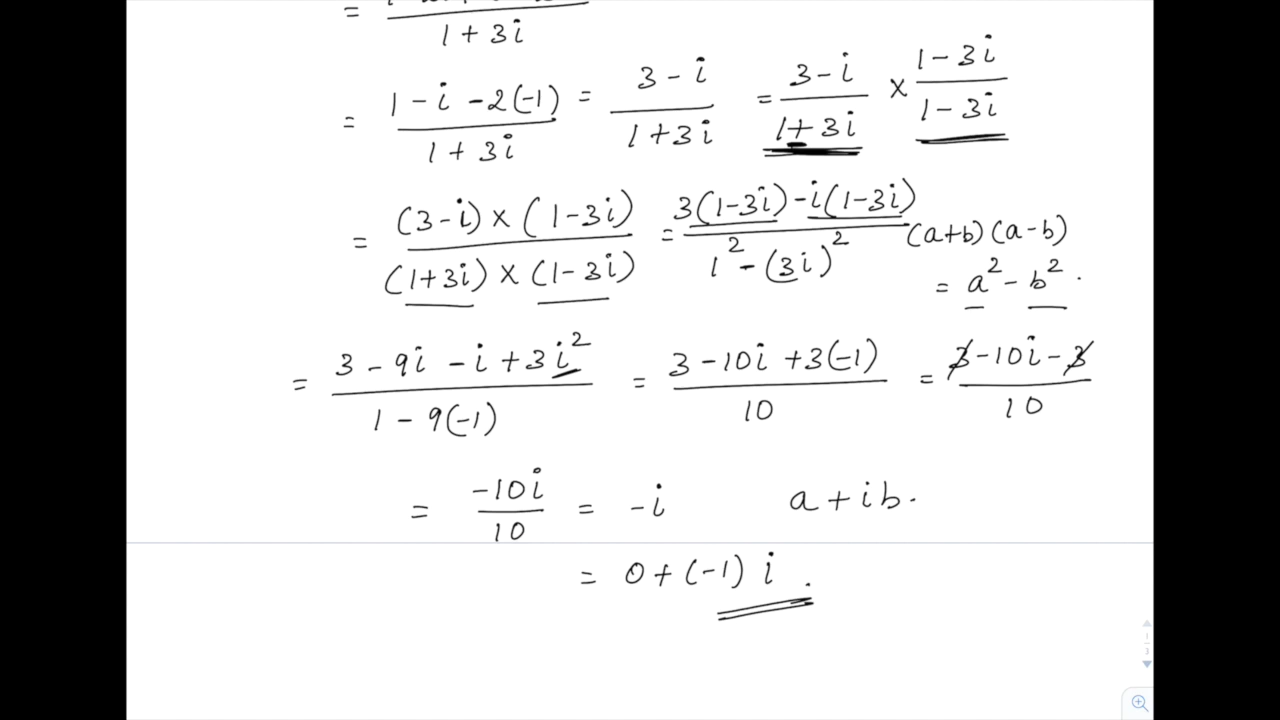 = / 1 + 3i
= (1 - i - 2(-1)) / (1 + 3i) = (3 - i) / (1 + 3i) = (3 - i) / (1 + 3i) × (1 - 3i) / (1 - 3i)
= ((3 - i) × (1 - 3i)) / ((1+3i) × (1 - 3i)) = (3(1-3i) - i(1-3i)) / (1² - (3i)²) (a+b)(a-b)
= a² - b².
= (3 - 9i - i + 3i²) / (1 - 9(-1)) = (3 - 10i + 3(-1)) / 10 = (3 - 10i - 3) / 10
= -10i / 10 = -i a + ib.
= 0 + (-1) i.